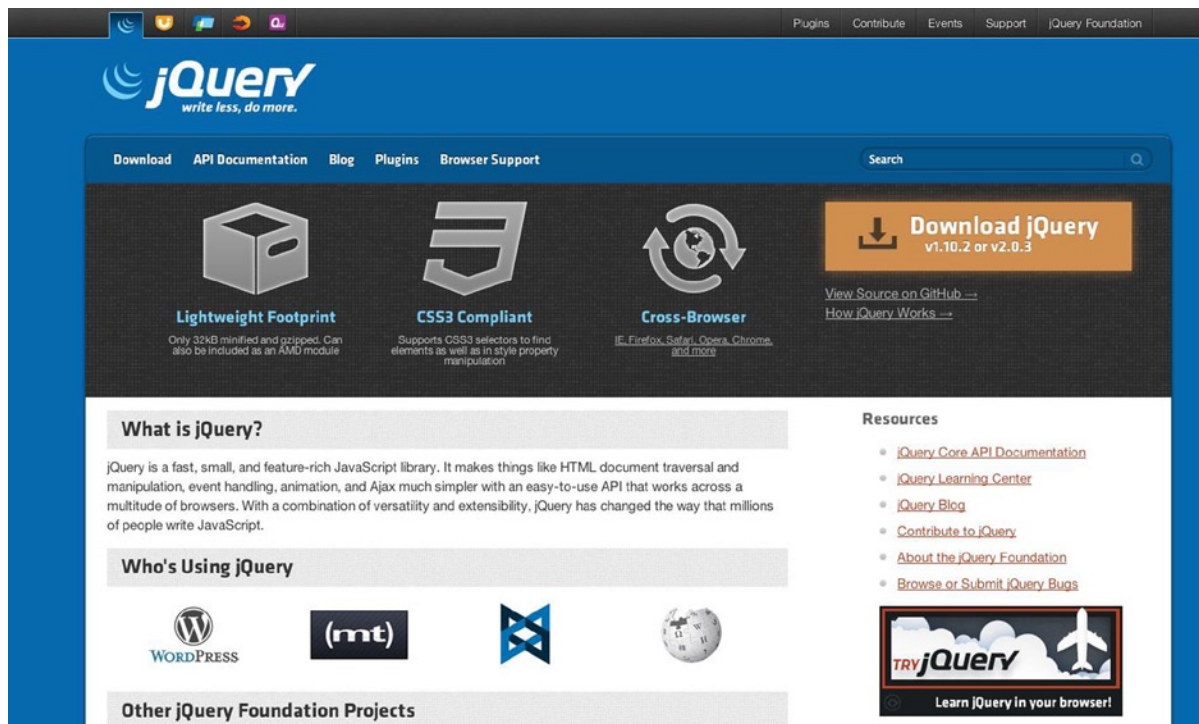 Plugins Contribute Events Support jQuery Foundation
jQuery
write less, do more.
Download API Documentation Blog Plugins Browser Support
Search
Lightweight Footprint
Only 32kB minified and gzipped. Can
also be included as an AMD module
CSS3 Compliant
Supports CSS3 selectors to find
elements as well as in style property
manipulation
Cross-Browser
IE, Firefox, Safari, Opera, Chrome,
and more
Download jQuery
v1.10.2 or v2.0.3
View Source on GitHub →
How jQuery Works →
What is jQuery?
jQuery is a fast, small, and feature-rich JavaScript library. It makes things like HTML document traversal and
manipulation, event handling, animation, and Ajax much simpler with an easy-to-use API that works across a
multitude of browsers. With a combination of versatility and extensibility, jQuery has changed the way that millions
of people write JavaScript.
Who's Using jQuery
WORDPRESS
(mt)
Other jQuery Foundation Projects
Resources
jQuery Core API Documentation
jQuery Learning Center
jQuery Blog
Contribute to jQuery
About the jQuery Foundation
Browse or Submit jQuery Bugs
TRY jQuery
Learn jQuery in your browser!